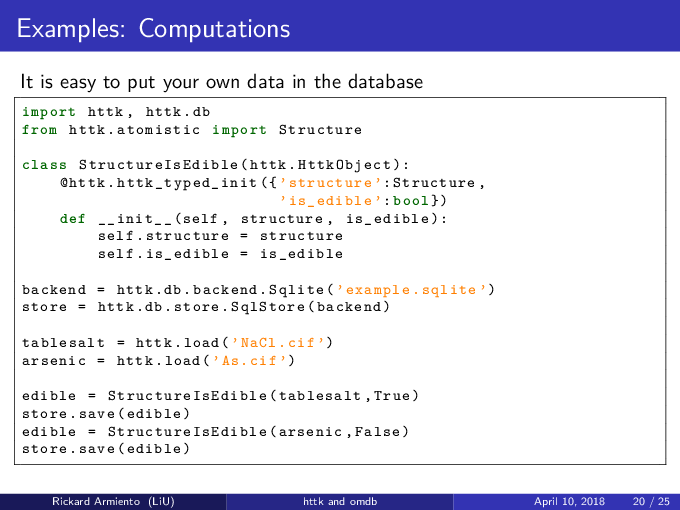 Examples: Computations
It is easy to put your own data in the database
import httk, httk.db
from httk.atomistic import Structure

class StructureIsEdible(httk.HttkObject):
    @httk.httk_typed_init({'structure':Structure,
                           'is_edible':bool})
    def __init__(self, structure, is_edible):
        self.structure = structure
        self.is_edible = is_edible

backend = httk.db.backend.Sqlite('example.sqlite')
store = httk.db.store.SqlStore(backend)

tablesalt = httk.load('NaCl.cif')
arsenic = httk.load('As.cif')

edible = StructureIsEdible(tablesalt,True)
store.save(edible)
edible = StructureIsEdible(arsenic,False)
store.save(edible)
Rickard Armiento (LiU) httk and omdb April 10, 2018 20 / 25